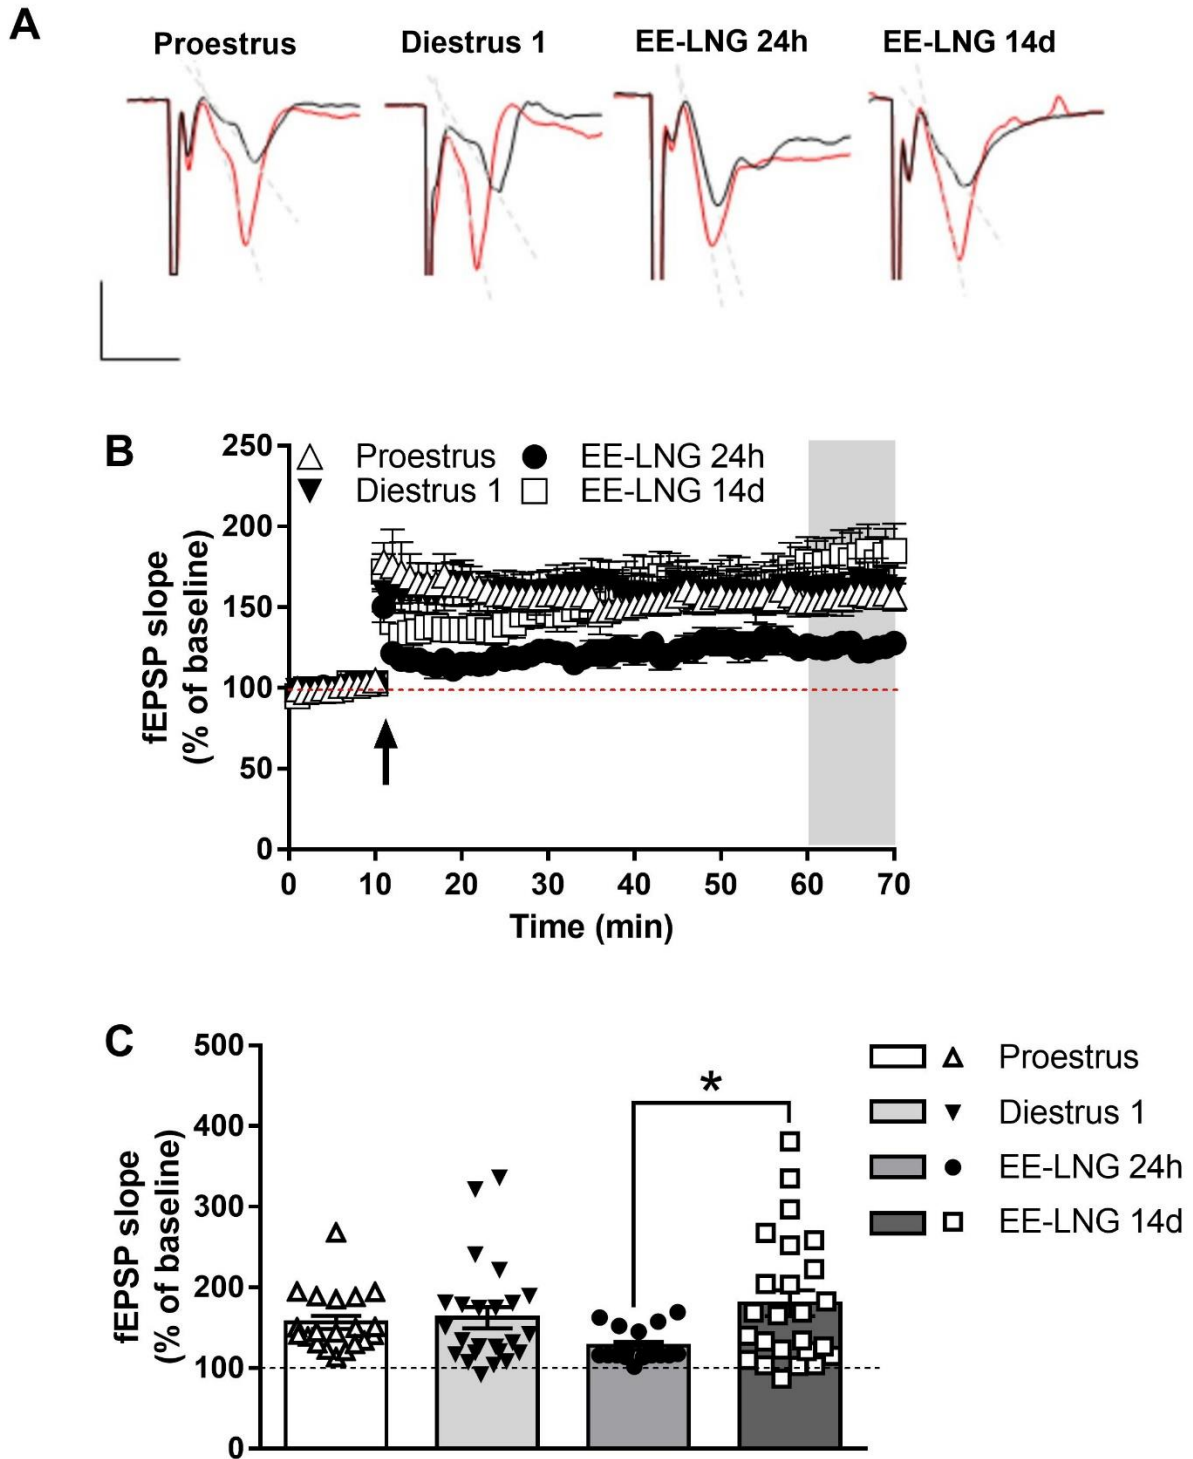 A
Proestrus Diestrus 1 EE-LNG 24h EE-LNG 14d
B
fEPSP slope
(% of baseline)
250
200
150
100
50
0
Proestrus EE-LNG 24h
Diestrus 1 EE-LNG 14d
0 10 20 30 40 50 60 70
Time (min)
C
fEPSP slope
(% of baseline)
500
400
300
200
100
0
*
Proestrus
Diestrus 1
EE-LNG 24h
EE-LNG 14d